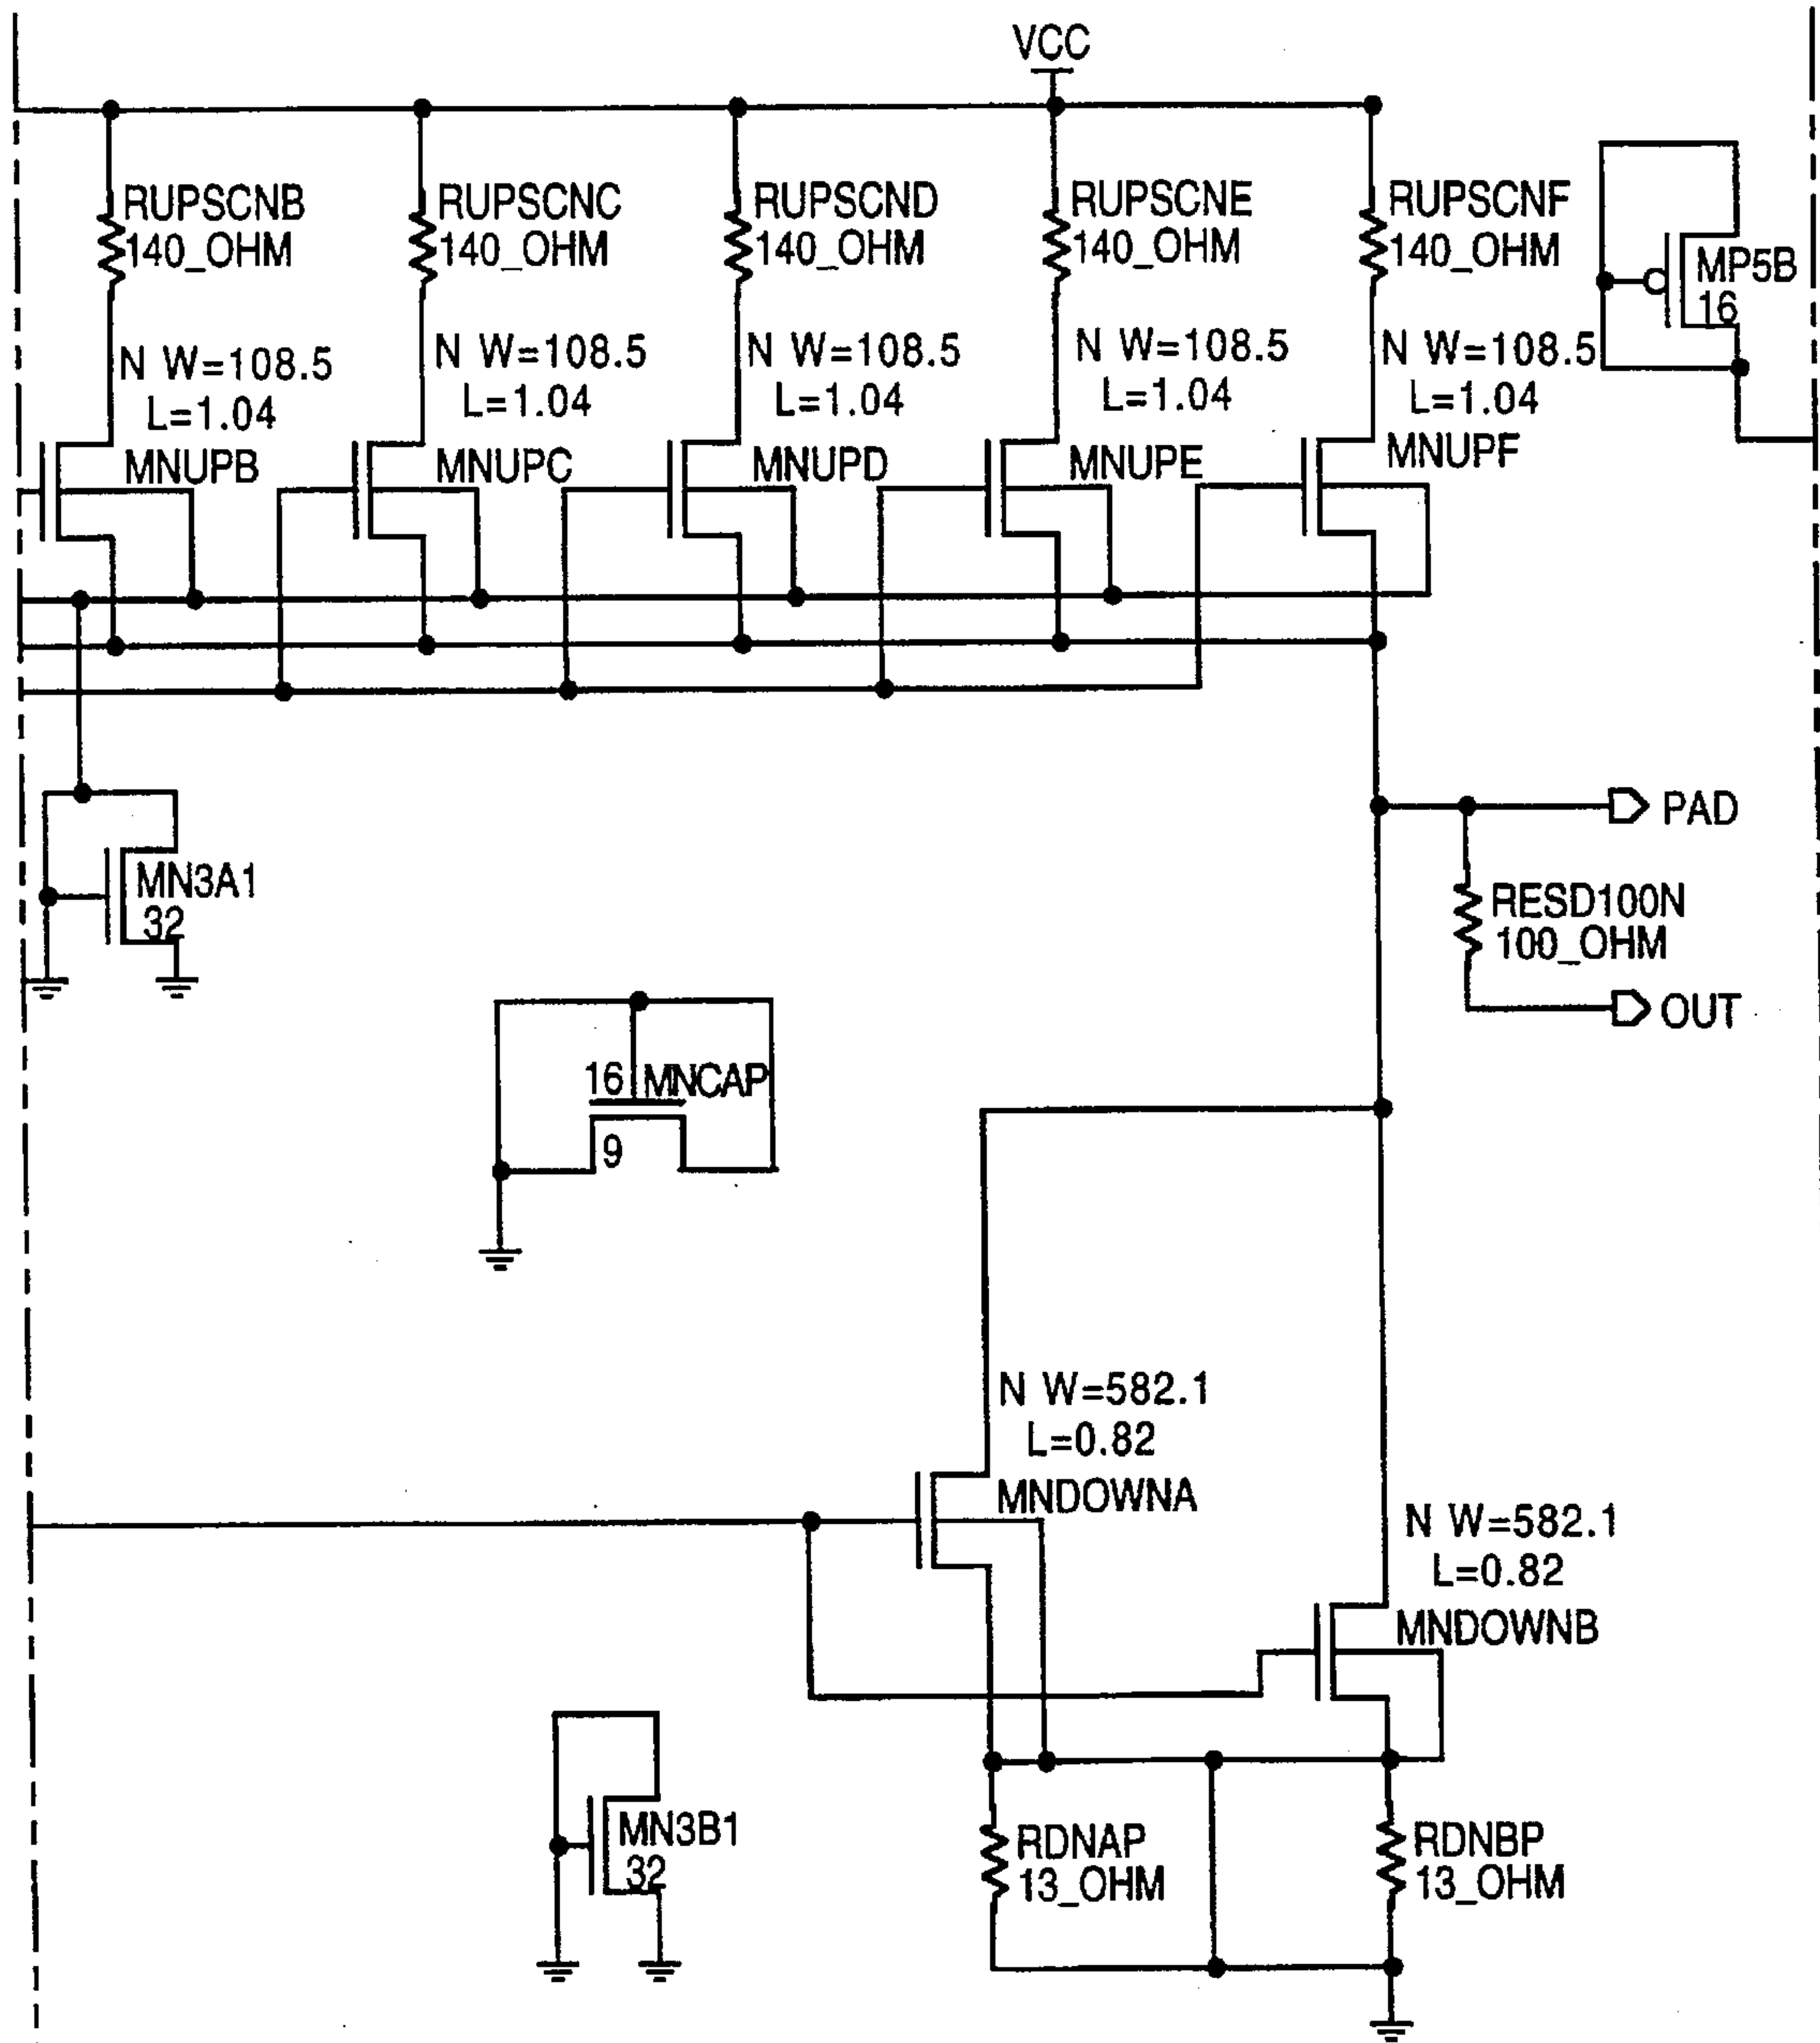 VCC
RUPSCNB
140_OHM
RUPSCNC
140_OHM
RUPSCND
140_OHM
RUPSCNE
140_OHM
RUPSCNF
140_OHM
MP5B
16
N W=108.5
L=1.04
MNUPB
N W=108.5
L=1.04
MNUPC
N W=108.5
L=1.04
MNUPD
N W=108.5
L=1.04
MNUPE
N W=108.5
L=1.04
MNUPF
PAD
MN3A1
32
RESD100N
100_OHM
OUT
16 MNCAP
9
N W=582.1
L=0.82
MNDOWNA
N W=582.1
L=0.82
MNDOWNB
MN3B1
32
RDNAP
13_OHM
RDNBP
13_OHM